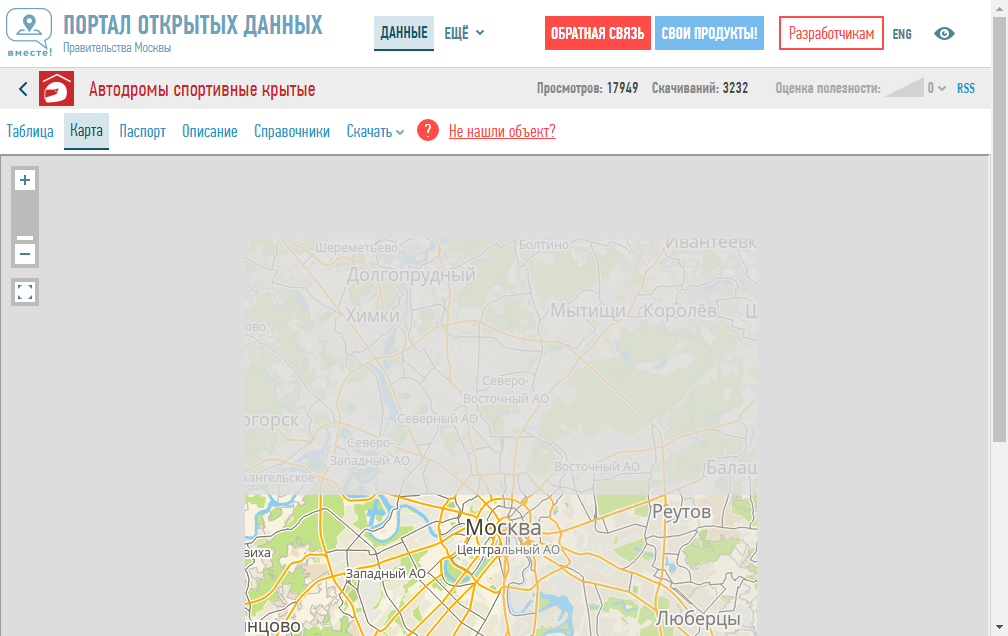 вместе!
ПОРТАЛ ОТКРЫТЫХ ДАННЫХ
Правительства Москвы
ДАННЫЕ
ЕЩЁ
ОБРАТНАЯ СВЯЗЬ
СВОИ ПРОДУКТЫ!
Разработчикам
ENG
Автодромы спортивные крытые
Просмотров: 17949
Скачиваний: 3232
Оценка полезности:
0
RSS
Таблица
Карта
Паспорт
Описание
Справочники
Скачать
?
Не нашли объект?
+
−
Шереметьево
Болтино
Ивантеевк
Долгопрудный
Химки
Мытищи
Королёв
Щ
ово
Северо-
Восточный АО
Северный АО
огорск
Северо-
Западный АО
Восточный АО
Балаш
хангельское
Реутов
Москва
Центральный АО
виха
Западный АО
Люберцы
нцово